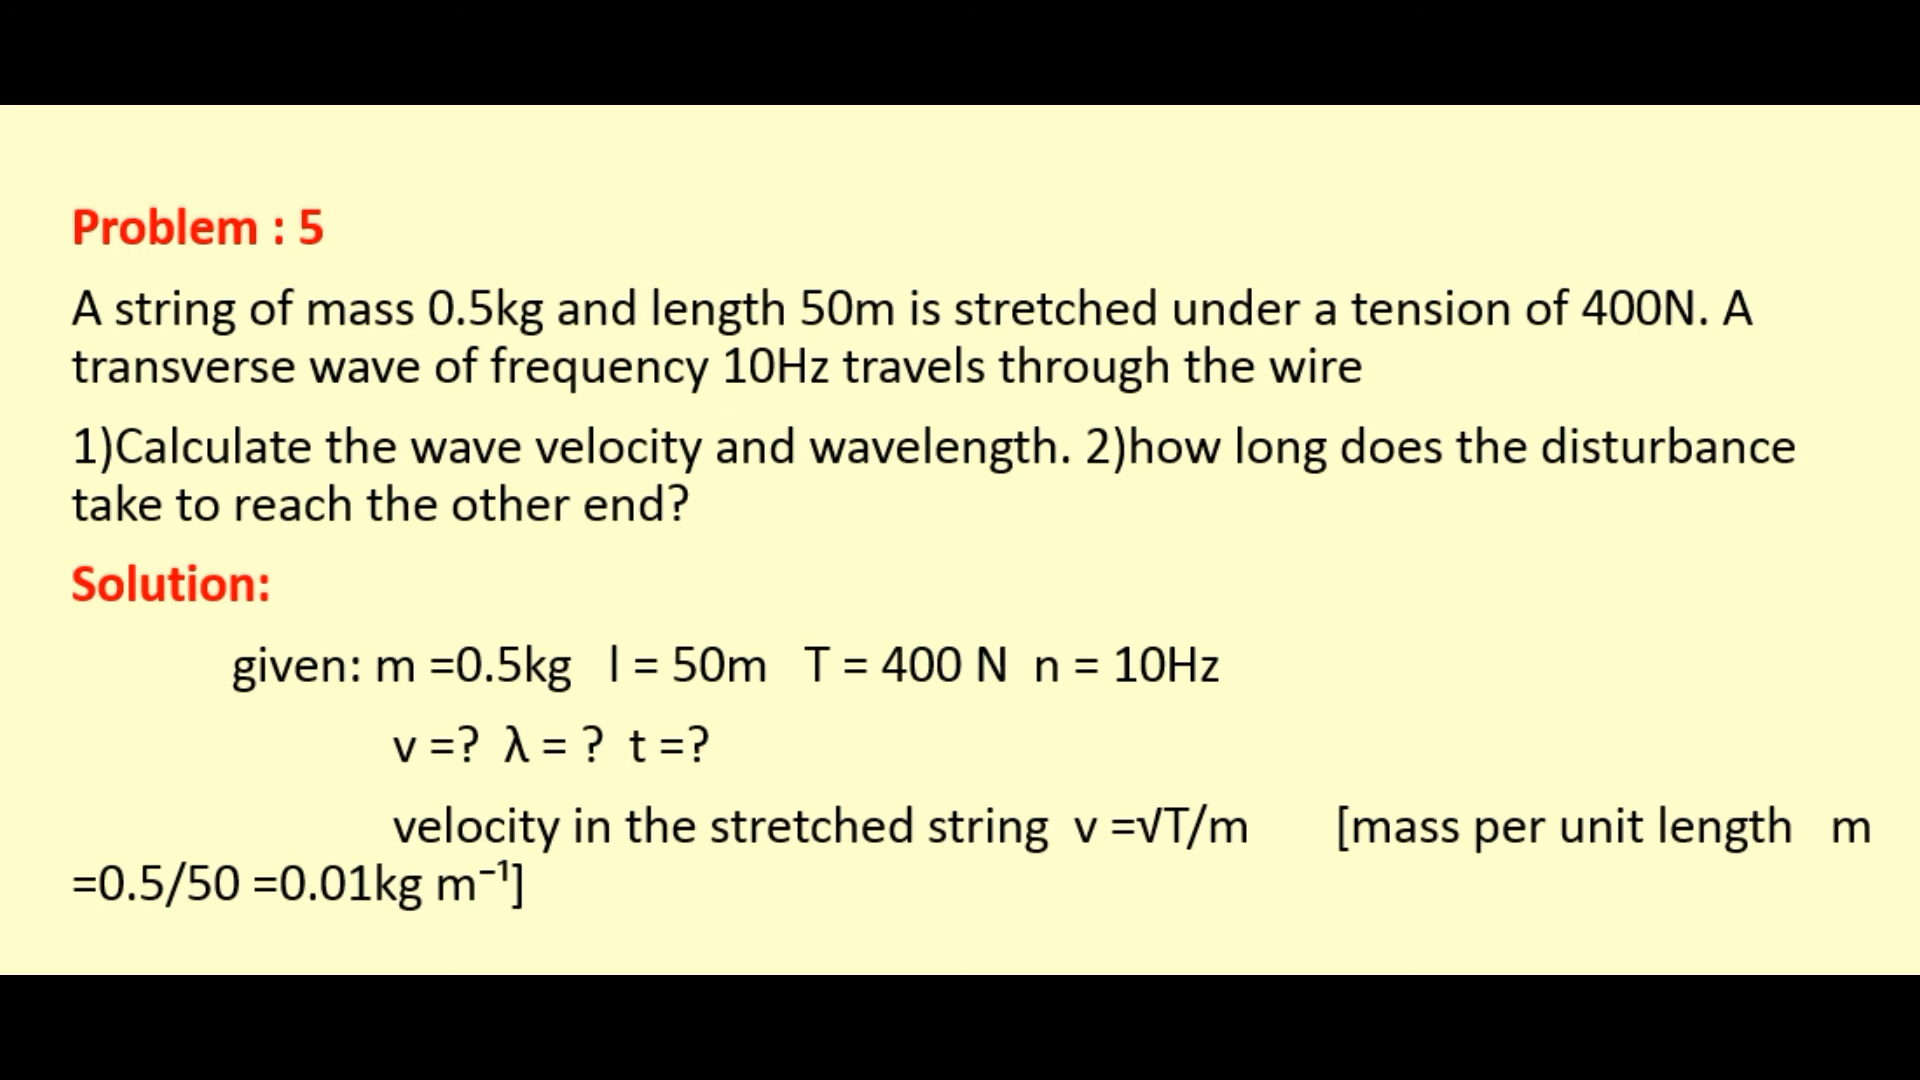 Problem : 5
A string of mass 0.5kg and length 50m is stretched under a tension of 400N. A
transverse wave of frequency 10Hz travels through the wire
1)Calculate the wave velocity and wavelength. 2)how long does the disturbance
take to reach the other end?
Solution:
given: m =0.5kg l = 50m T = 400 N n = 10Hz
v =? λ = ? t =?
velocity in the stretched string v =√T/m [mass per unit length m
=0.5/50 =0.01kg m⁻¹]